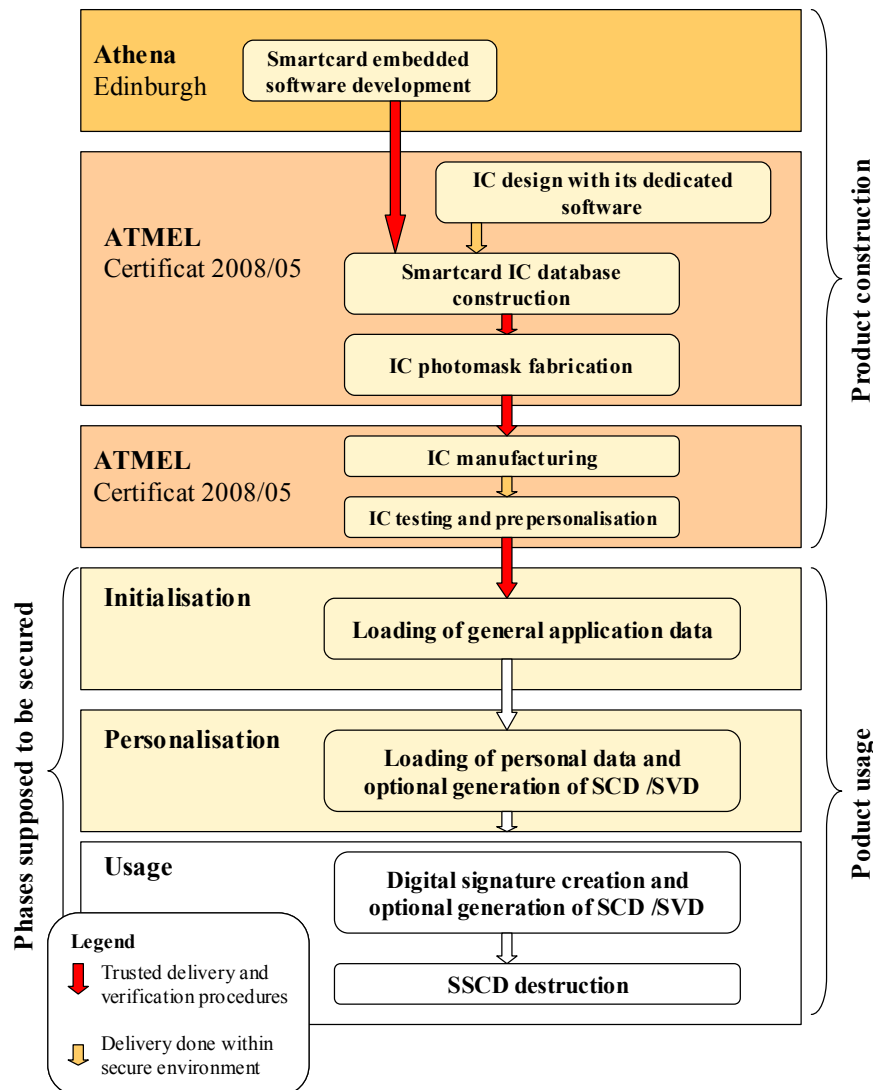 Athena
Edinburgh
Smartcard embedded
software development
ATMEL
Certificat 2008/05
IC design with its dedicated
software
Smartcard IC database
construction
IC photomask fabrication
ATMEL
Certificat 2008/05
IC manufacturing
IC testing and prepersonalisation
Product construction
Initialisation
Loading of general application data
Personalisation
Loading of personal data and
optional generation of SCD /SVD
Usage
Digital signature creation and
optional generation of SCD /SVD
SSCD destruction
Phases supposed to be secured
Poduct usage
Legend
Trusted delivery and
verification procedures
Delivery done within
secure environment